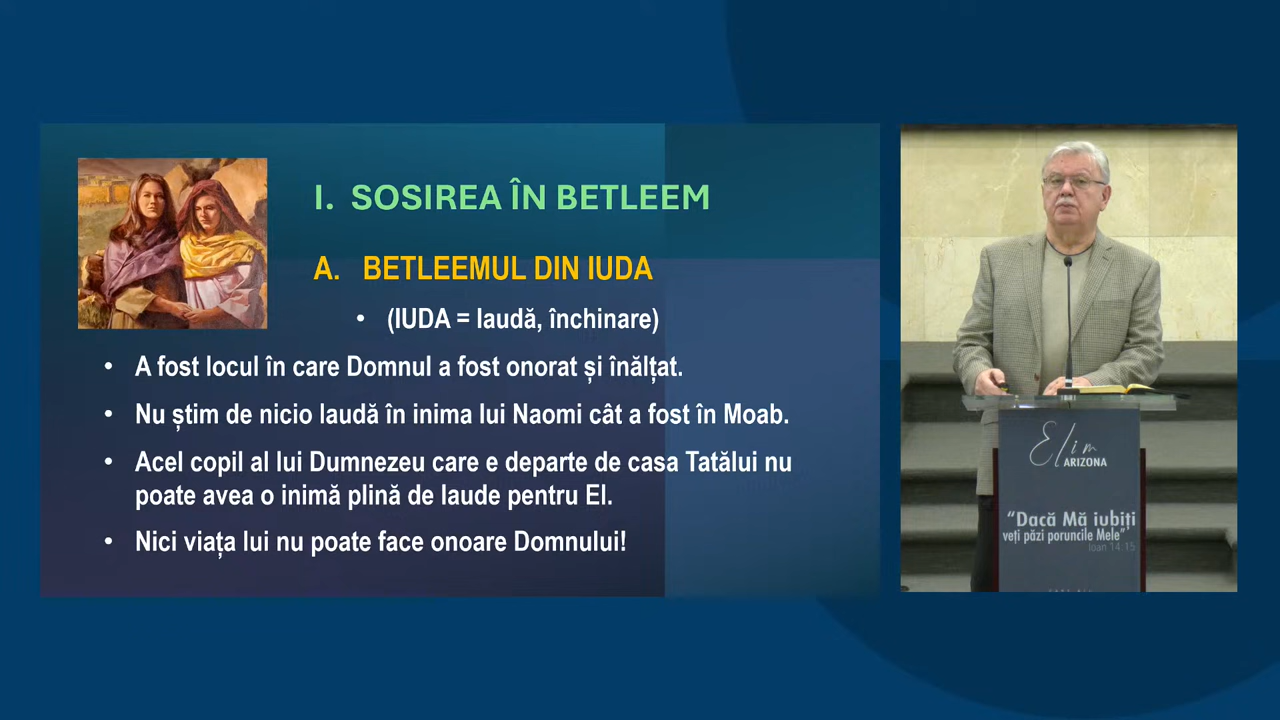 I. SOSIREA ÎN BETLEEM
A. BETLEEMUL DIN IUDA
• (IUDA = laudă, închinare)
• A fost locul în care Domnul a fost onorat și înălțat.
• Nu știm de nicio laudă în inima lui Naomi cât a fost în Moab.
• Acel copil al lui Dumnezeu care e departe de casa Tatălui nu
poate avea o inimă plină de laude pentru El.
• Nici viața lui nu poate face onoare Domnului!
Elim
ARIZONA
“Dacă Mă iubiți
veți păzi poruncile Mele”
Ioan 14:15